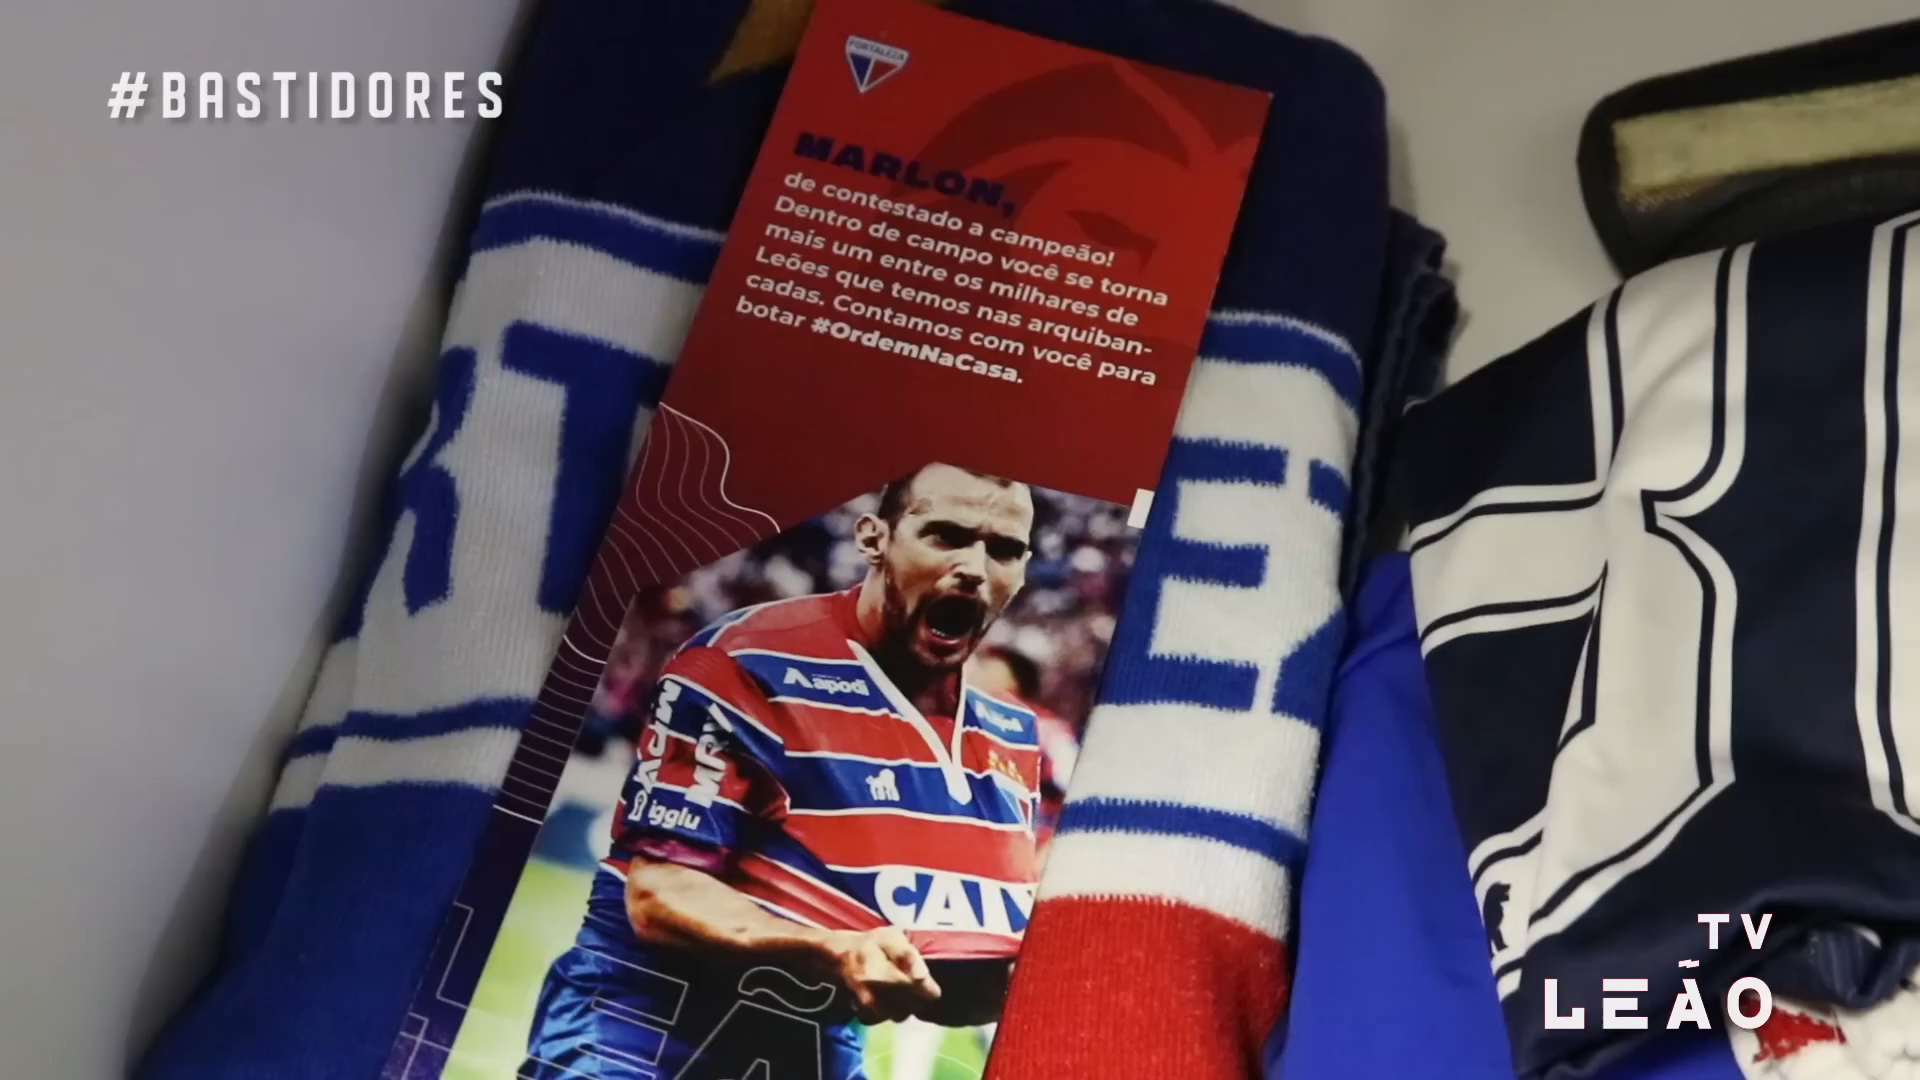 #BASTIDORES
FORTALEZA
MARLON,
de contestado a campeão!
Dentro de campo você se torna
mais um entre os milhares de
Leões que temos nas arquiban-
cadas. Contamos com você para
botar #OrdemNaCasa.
Apodi
MRV
igglu
CAIX
TV
LEÃO